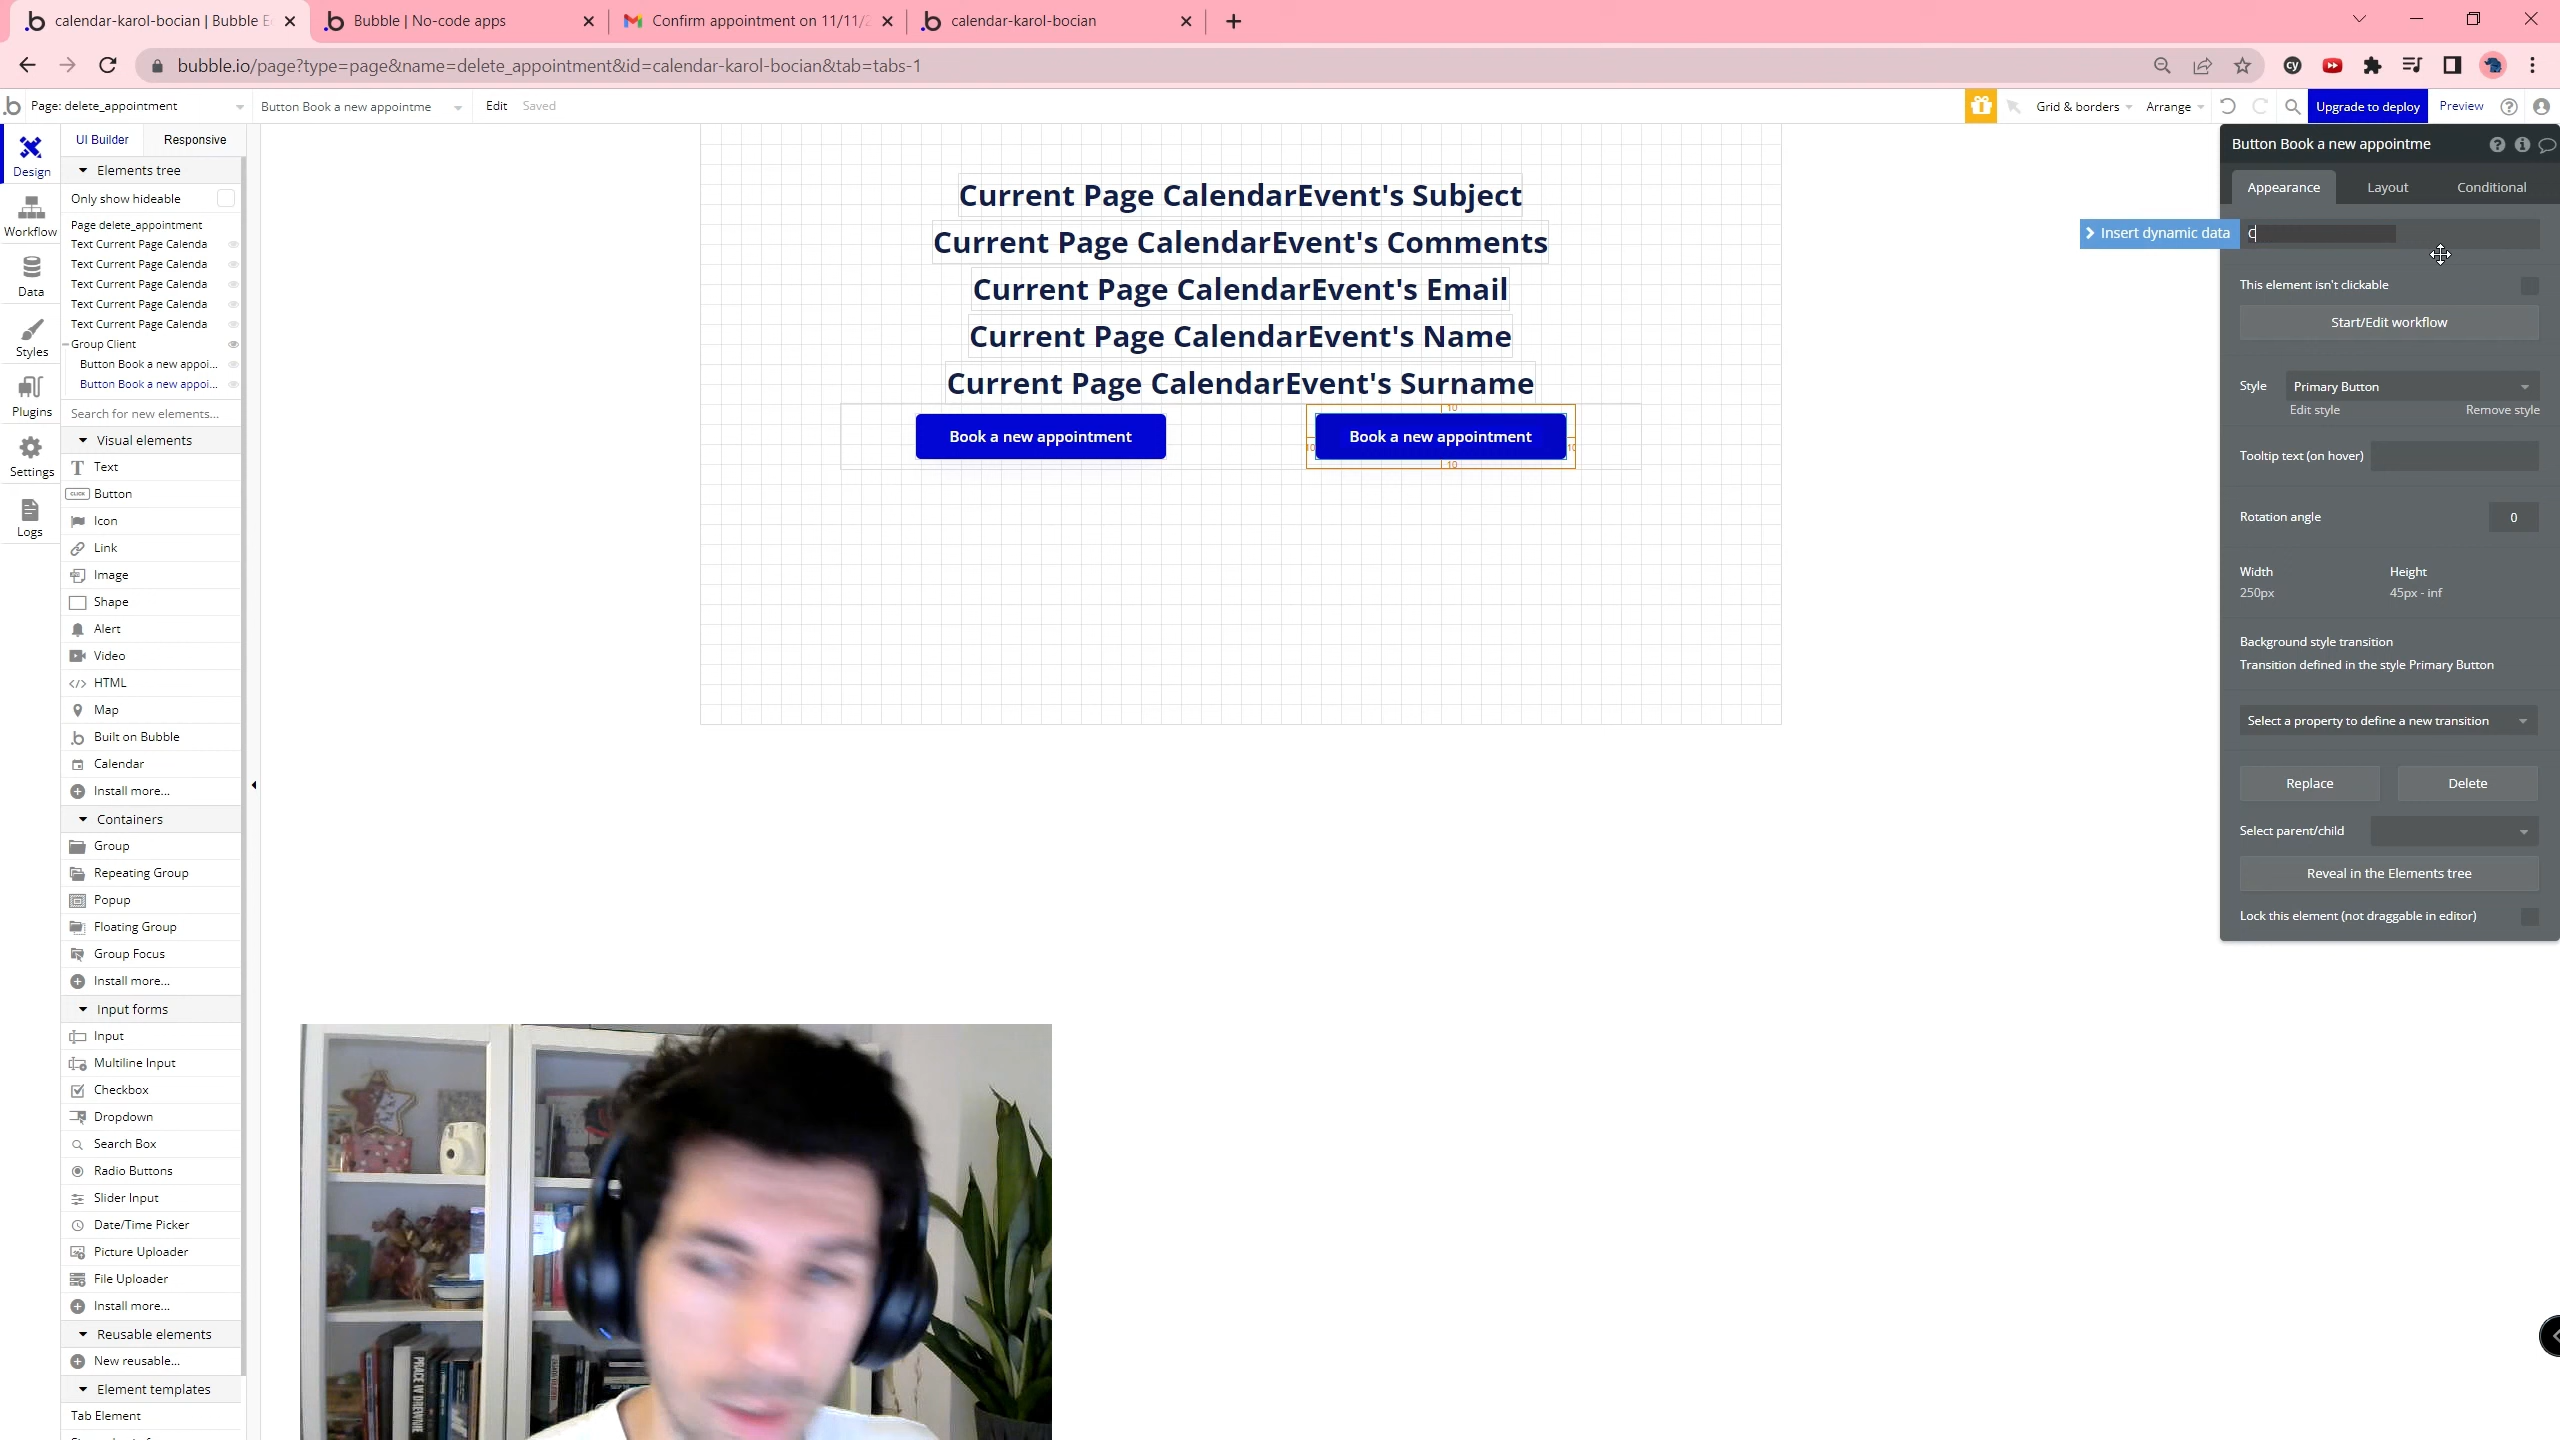 calendar-karol-bocian | Bubble E
Bubble | No-code apps
Confirm appointment on 11/11/2
calendar-karol-bocian
bubble.io/page?type=page&name=delete_appointment&id=calendar-karol-bocian&tab=tabs-1
Page: delete_appointment
Button Book a new appointme
Edit
Saved
Grid & borders
Arrange
Upgrade to deploy
Preview
Design
Workflow
Data
Styles
Plugins
Settings
Logs
UI Builder
Responsive
Elements tree
Only show hideable
Page delete_appointment
Text Current Page Calenda
Text Current Page Calenda
Text Current Page Calenda
Text Current Page Calenda
Text Current Page Calenda
Group Client
Button Book a new appoi...
Button Book a new appoi...
Search for new elements...
Visual elements
Text
CLICK Button
Icon
Link
Image
Shape
Alert
Video
HTML
Map
Built on Bubble
Calendar
Install more...
Containers
Group
Repeating Group
Popup
Floating Group
Group Focus
Install more...
Input forms
Input
Multiline Input
Checkbox
Dropdown
Search Box
Radio Buttons
Slider Input
Date/Time Picker
Picture Uploader
File Uploader
Install more...
Reusable elements
New reusable...
Element templates
Tab Element
Current Page CalendarEvent's Subject
Current Page CalendarEvent's Comments
Current Page CalendarEvent's Email
Current Page CalendarEvent's Name
Current Page CalendarEvent's Surname
Book a new appointment
Book a new appointment
10
10
10
10
Button Book a new appointme
Appearance
Layout
Conditional
Insert dynamic data
C
This element isn't clickable
Start/Edit workflow
Style
Primary Button
Edit style
Remove style
Tooltip text (on hover)
Rotation angle
0
Width
Height
250px
45px - inf
Background style transition
Transition defined in the style Primary Button
Select a property to define a new transition
Replace
Delete
Select parent/child
Reveal in the Elements tree
Lock this element (not draggable in editor)